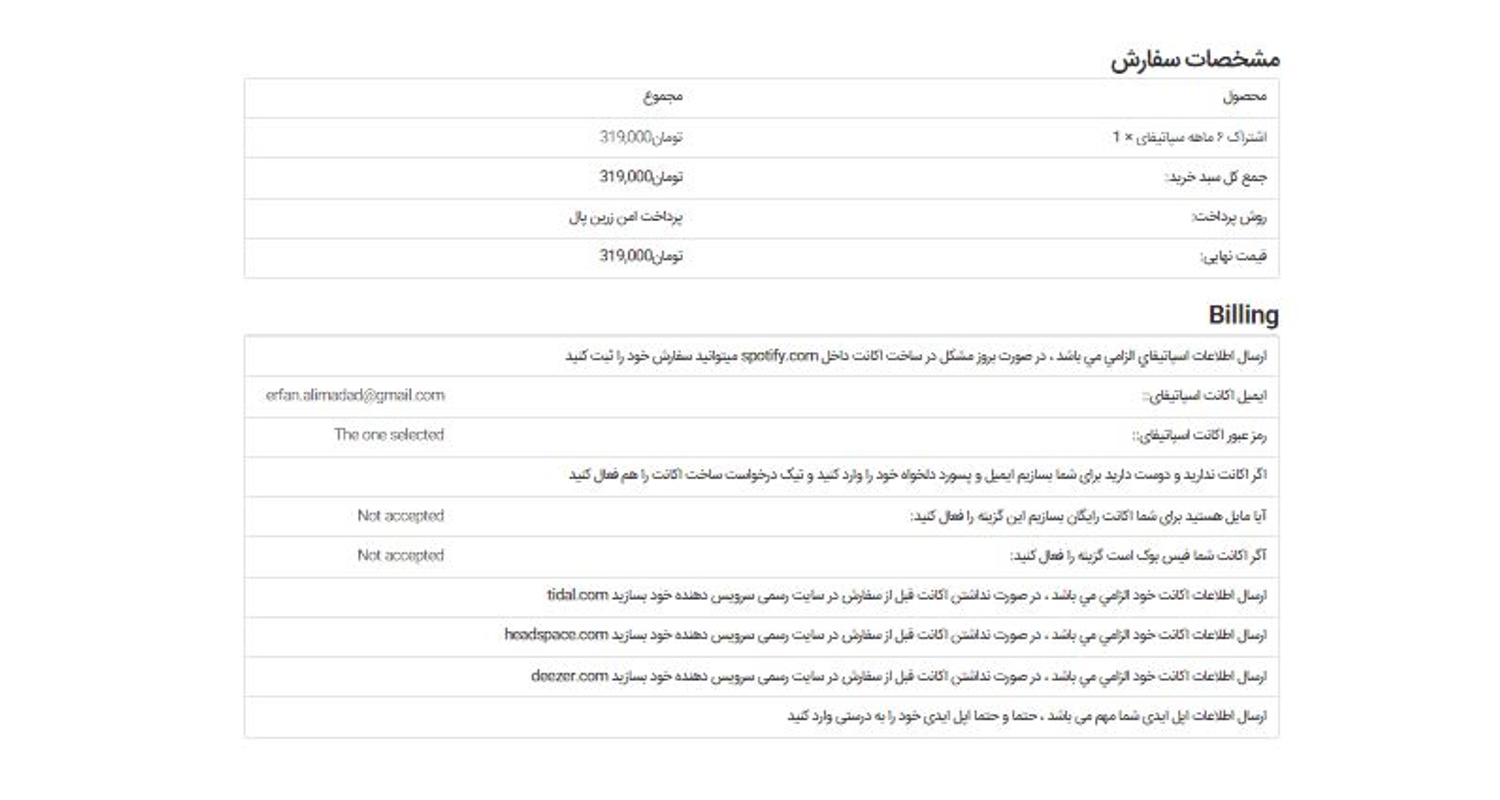 مشخصات سفارش
محصول مجموع
اشتراک ۶ ماهه سپاتیفای × 1 تومان319,000
جمع کل سبد خرید: تومان319,000
روش پرداخت: پرداخت امن زرین پال
قیمت نهایی: تومان319,000
Billing
ارسال اطلاعات اسپاتيفاي الزامي مي باشد ، در صورت بروز مشکل در ساخت اکانت داخل spotify.com میتوانید سفارش خود را ثبت کنید
ایمیل اکانت اسپاتیفای:: erfan.alimadad@gmail.com
رمز عبور اکانت اسپاتیفای:: The one selected
اگر اکانت ندارید و دوست دارید برای شما بسازیم ایمیل و پسورد دلخواه خود را وارد کنید و تیک درخواست ساخت اکانت را هم فعال کنید
آیا مایل هستید برای شما اکانت رایگان بسازیم این گزینه را فعال کنید: Not accepted
آگر اکانت شما فیس بوک است گزینه را فعال کنید: Not accepted
ارسال اطلاعات اکانت خود الزامي مي باشد ، در صورت نداشتن اکانت قبل از سفارش در سایت رسمی سرویس دهنده خود بسازید tidal.com
ارسال اطلاعات اکانت خود الزامي مي باشد ، در صورت نداشتن اکانت قبل از سفارش در سایت رسمی سرویس دهنده خود بسازید headspace.com
ارسال اطلاعات اکانت خود الزامي مي باشد ، در صورت نداشتن اکانت قبل از سفارش در سایت رسمی سرویس دهنده خود بسازید deezer.com
ارسال اطلاعات اپل ایدی شما مهم می باشد ، حتما و حتما اپل ایدی خود را به درستی وارد کنید